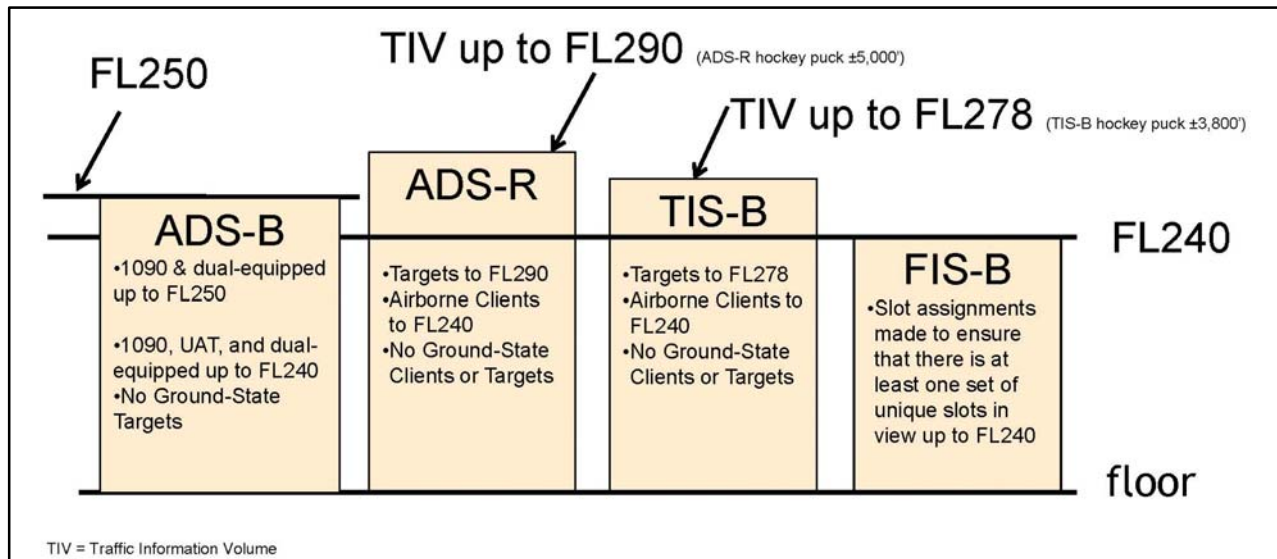 TIV up to FL290 (ADS-R hockey puck ±5,000')
FL250
TIV up to FL278 (TIS-B hockey puck ±3,800')
ADS-B
•1090 & dual-equipped
up to FL250
•1090, UAT, and dual-
equipped up to FL240
•No Ground-State
Targets
ADS-R
•Targets to FL290
•Airborne Clients
to FL240
•No Ground-State
Clients or Targets
TIS-B
•Targets to FL278
•Airborne Clients to
FL240
•No Ground-State
Clients or Targets
FL240
FIS-B
•Slot assignments
made to ensure
that there is at
least one set of
unique slots in
view up to FL240
floor
TIV = Traffic Information Volume